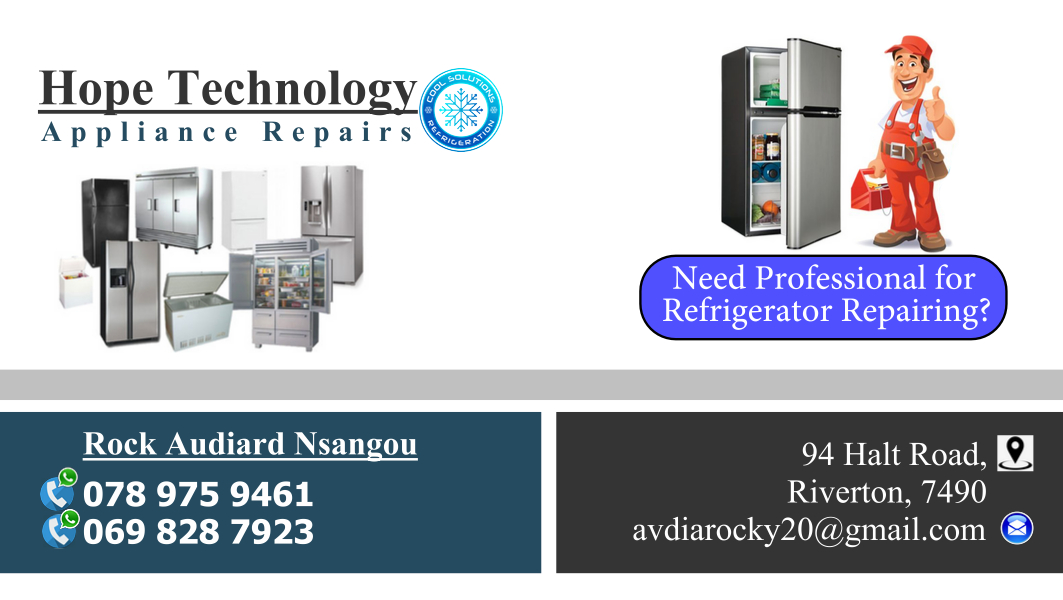 Hope Technology
Appliance Repairs
COOL SOLUTIONS
REFRIGERATION
Need Professional for
Refrigerator Repairing?
Rock Audiard Nsangou
078 975 9461
069 828 7923
94 Halt Road,
Riverton, 7490
avdiarocky20@gmail.com